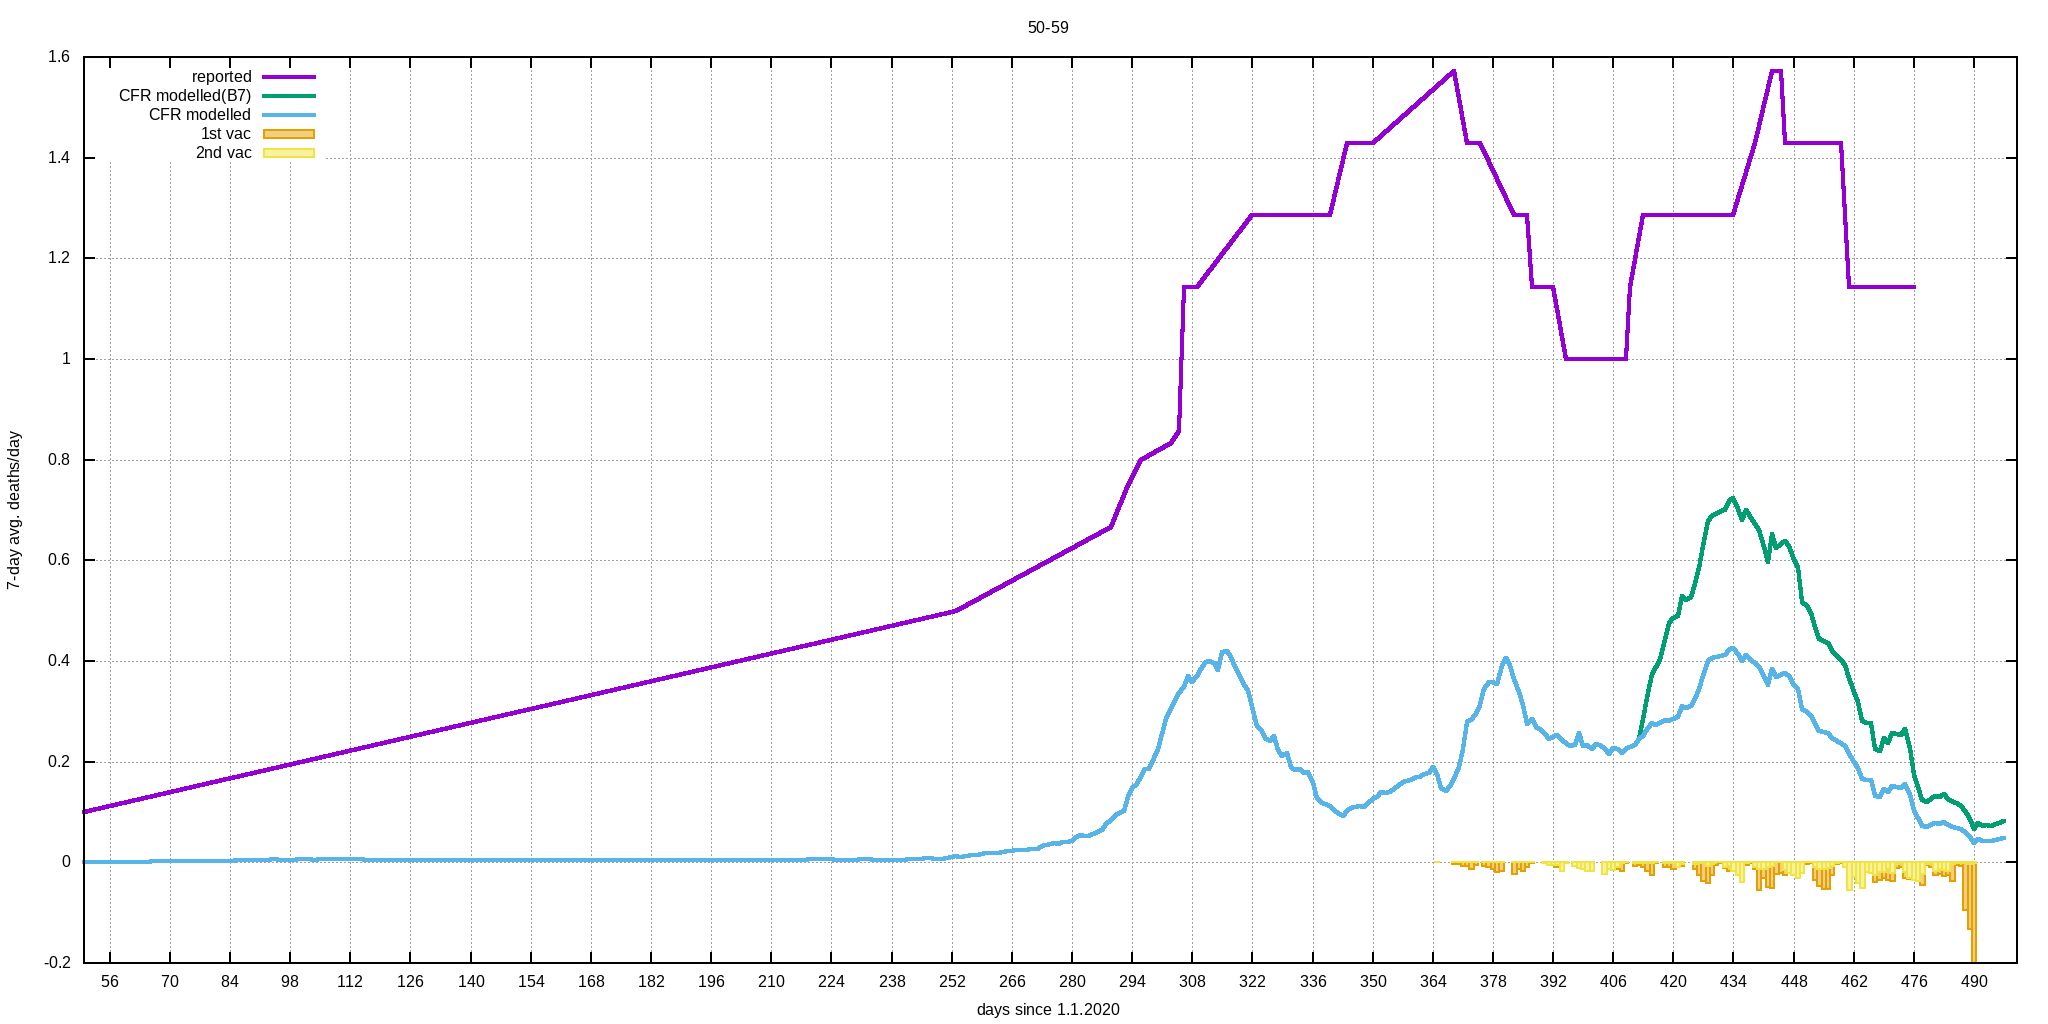 50-59
1.6
1.4
1.2
1
0.8
0.6
0.4
0.2
0
-0.2
7-day avg. deaths/day
reported
CFR modelled(B7)
CFR modelled
1st vac
2nd vac
56 70 84 98 112 126 140 154 168 182 196 210 224 238 252 266 280 294 308 322 336 350 364 378 392 406 420 434 448 462 476 490
days since 1.1.2020